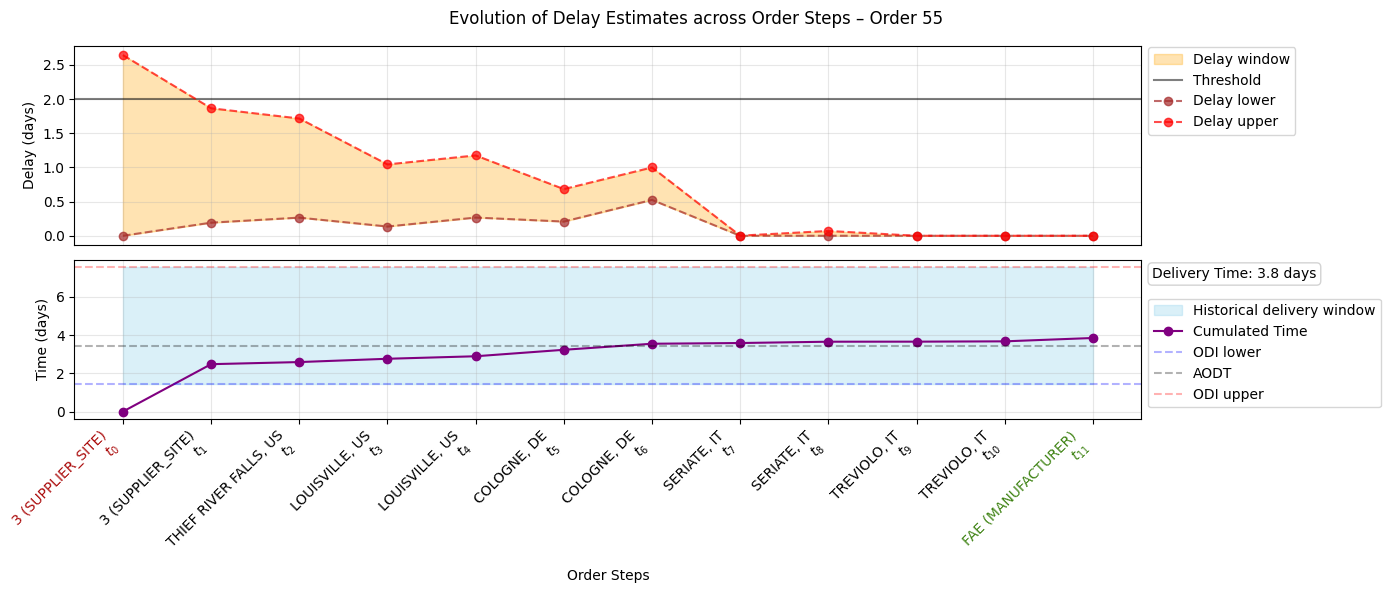 Evolution of Delay Estimates across Order Steps – Order 55
Delay (days)
2.5
2.0
1.5
1.0
0.5
0.0
Delay window
Threshold
Delay lower
Delay upper
Time (days)
6
4
2
0
Delivery Time: 3.8 days
Historical delivery window
Cumulated Time
ODI lower
AODT
ODI upper
3 (SUPPLIER_SITE)
t₀
3 (SUPPLIER_SITE)
t₁
THIEF RIVER FALLS, US
t₂
LOUISVILLE, US
t₃
LOUISVILLE, US
t₄
COLOGNE, DE
t₅
COLOGNE, DE
t₆
SERIATE, IT
t₇
SERIATE, IT
t₈
TREVIOLO, IT
t₉
TREVIOLO, IT
t₁₀
FAE (MANUFACTURER)
t₁₁
Order Steps